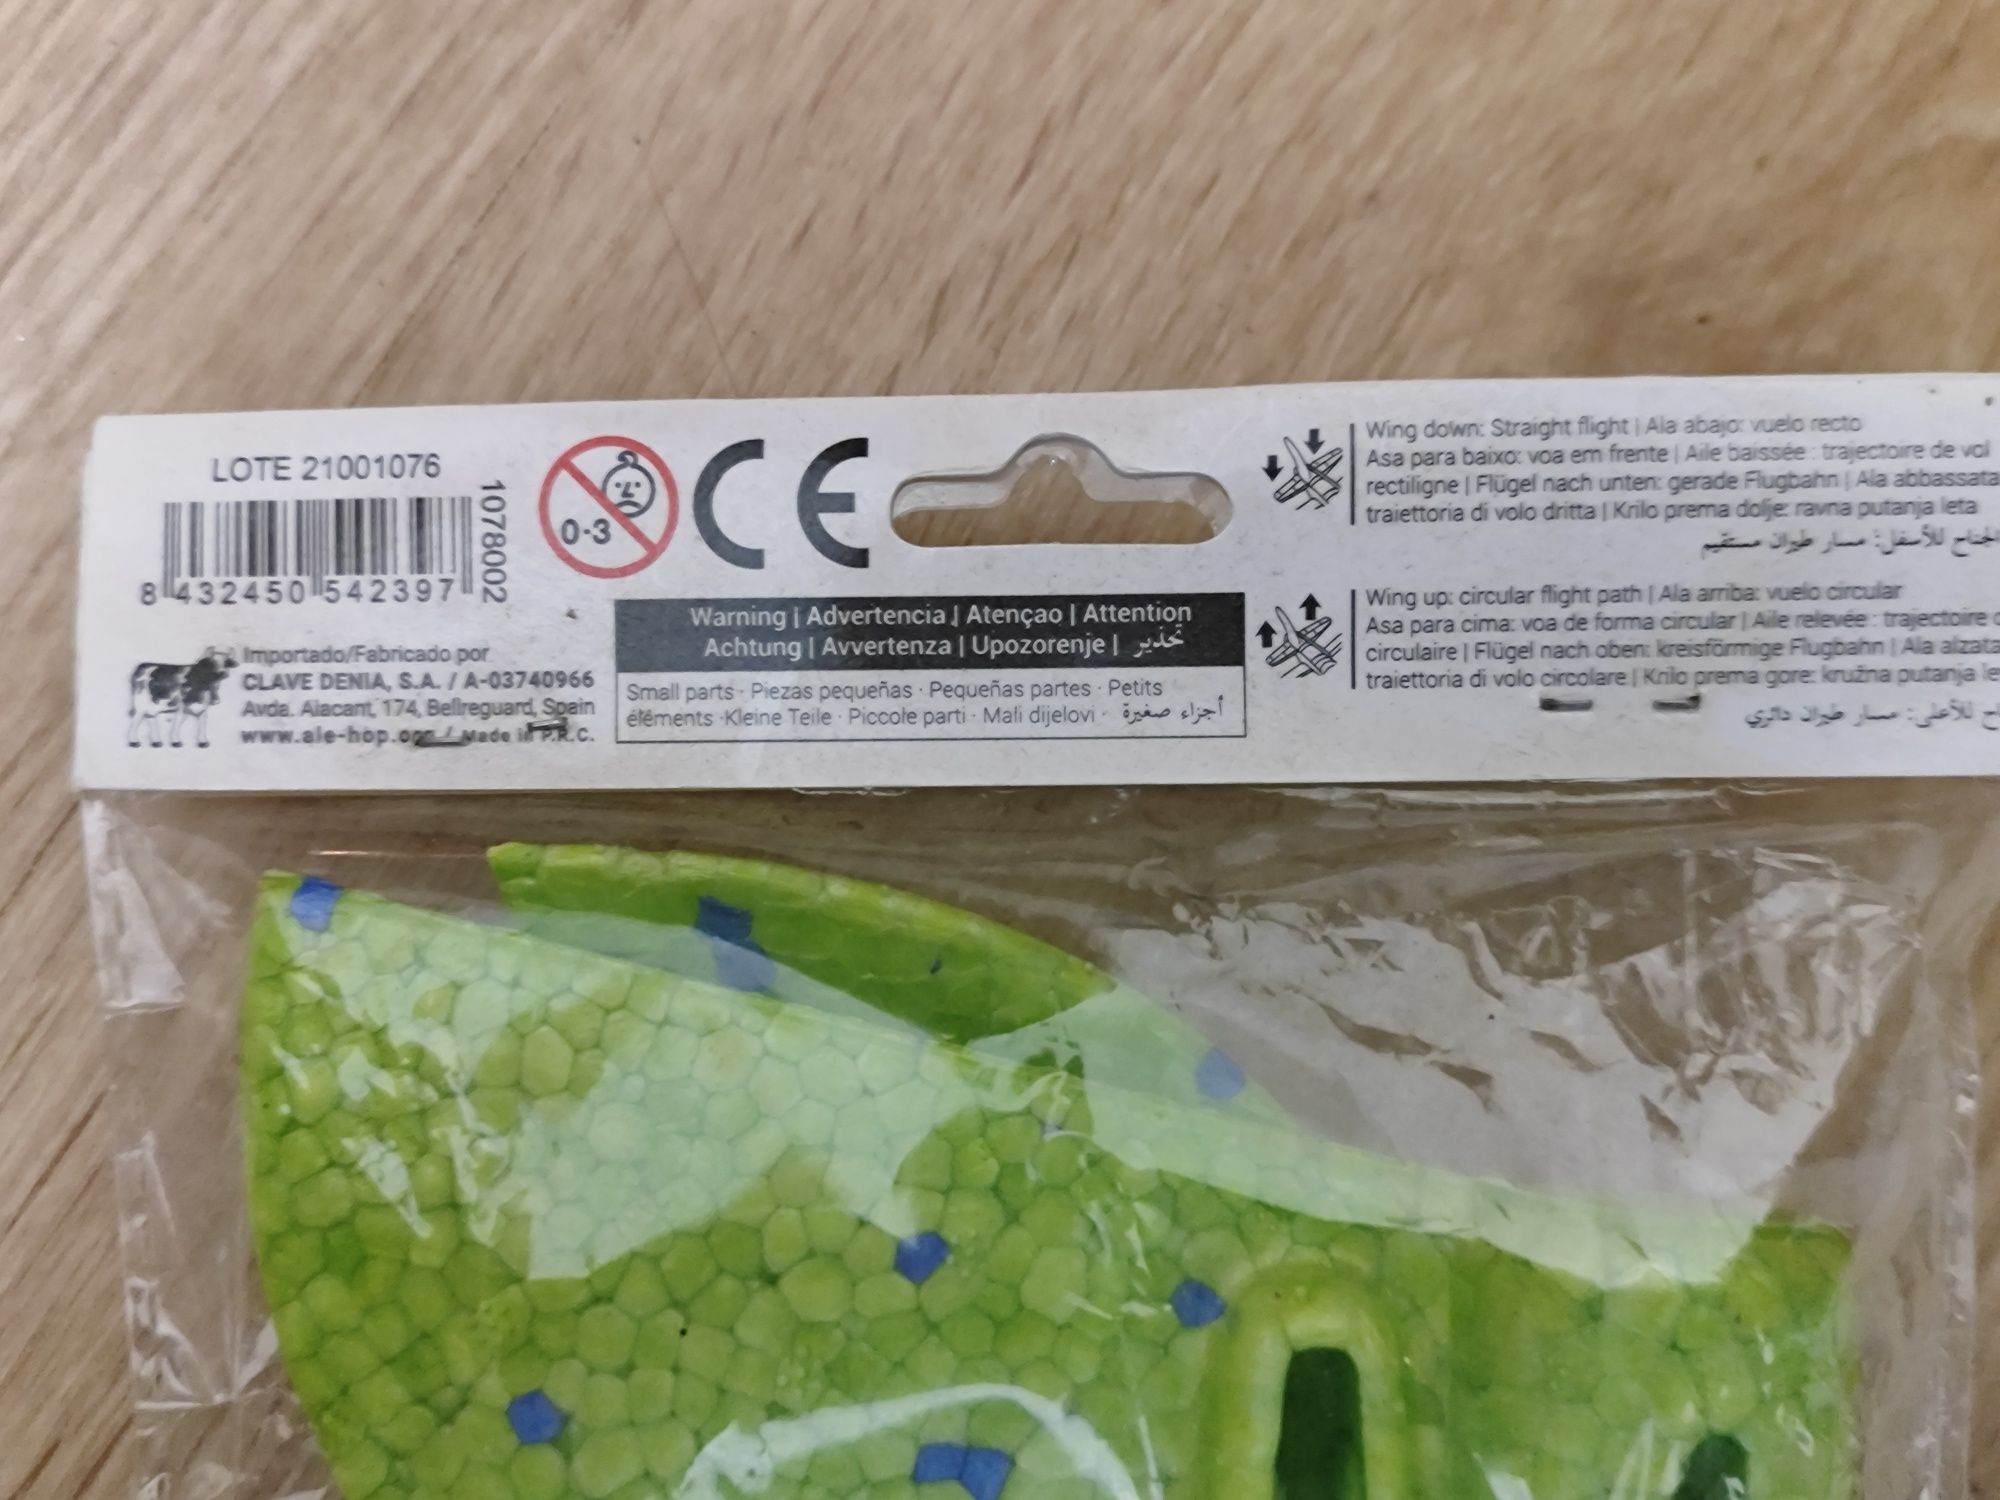 LOTE 21001076
1078002
8 432450 542397
Importado/Fabricado por
CLAVE DENIA, S.A. / A-03740966
Avda. Alacant, 174, Bellreguard, Spain
www.ale-hop.org / Made in P.R.C.
0-3
CE
Warning | Advertencia | Atençao | Attention
Achtung | Avvertenza | Upozorenje | تحذير
Small parts · Piezas pequeñas · Pequeñas partes · Petits
éléments · Kleine Teile · Piccole parti · Mali dijelovi · أجزاء صغيرة
Wing down: Straight flight | Ala abajo: vuelo recto
Asa para baixo: voa em frente | Aile baissée : trajectoire de vol
rectiligne | Flügel nach unten: gerade Flugbahn | Ala abbassata
traiettoria di volo dritta | Krilo prema dolje: ravna putanja leta
الجناح للأسفل: مسار طيران مستقيم
Wing up: circular flight path | Ala arriba: vuelo circular
Asa para cima: voa de forma circular | Aile relevée : trajectoire
circulaire | Flügel nach oben: kreisförmige Flugbahn | Ala alzata
traiettoria di volo circolare | Krilo prema gore: kružna putanja
للأعلى: مسار طيران دائري